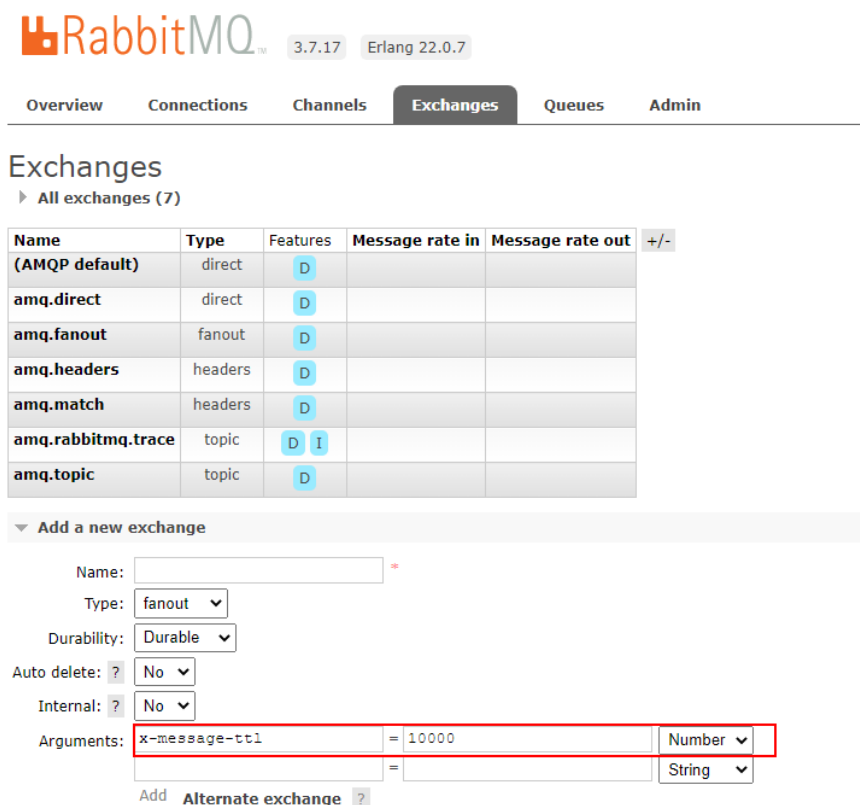 RabbitMQ™ 3.7.17 Erlang 22.0.7
Overview Connections Channels Exchanges Queues Admin
Exchanges
All exchanges (7)
Name Type Features Message rate in Message rate out +/-
(AMQP default) direct D
amq.direct direct D
amq.fanout fanout D
amq.headers headers D
amq.match headers D
amq.rabbitmq.trace topic D I
amq.topic topic D
Add a new exchange
Name: *
Type: fanout
Durability: Durable
Auto delete: ? No
Internal: ? No
Arguments: x-message-ttl = 10000 Number
= String
Add Alternate exchange ?